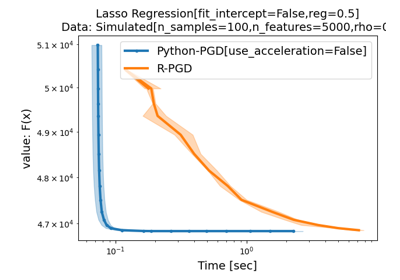 Lasso Regression[fit_intercept=False,reg=0.5]
Data: Simulated[n_samples=100,n_features=5000,rho=0
Python-PGD[use_acceleration=False]
R-PGD
value: F(x)
5.1 × 10⁴
5 × 10⁴
4.9 × 10⁴
4.8 × 10⁴
4.7 × 10⁴
10⁻¹
10⁰
Time [sec]